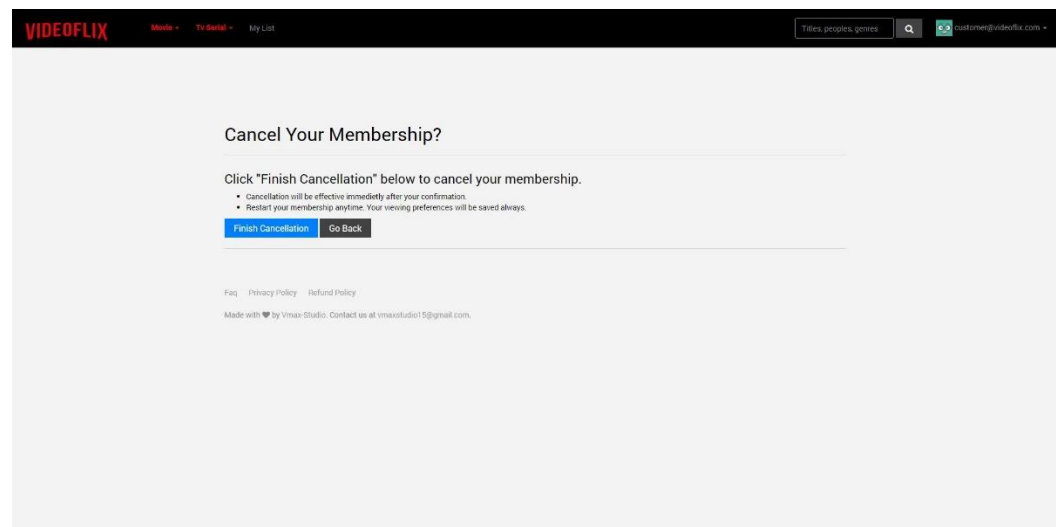 VIDEOFLIX Movie Tv Serial My List Titles, peoples, genres customer@videoflix.com
Cancel Your Membership?
Click "Finish Cancellation" below to cancel your membership.
Cancellation will be effective immedietly after your confirmation.
Restart your membership anytime. Your viewing preferences will be saved always.
Finish Cancellation Go Back
Faq Privacy Policy Refund Policy
Made with ♥ by Vmax-Studio. Contact us at vmaxstudio15@gmail.com.